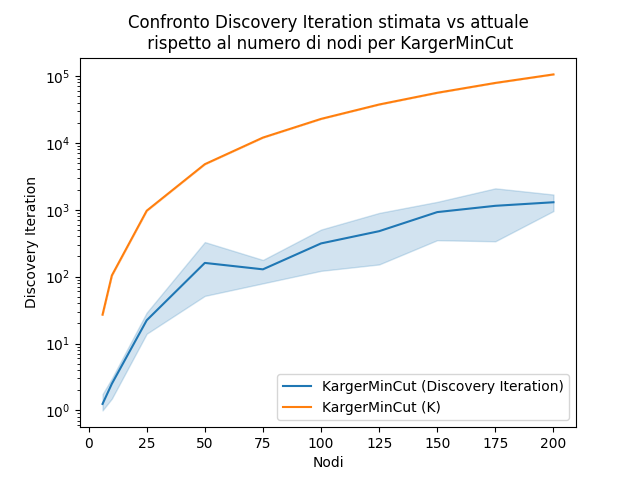 Confronto Discovery Iteration stimata vs attuale
rispetto al numero di nodi per KargerMinCut
10^5
10^4
10^3
10^2
10^1
10^0
Discovery Iteration
KargerMinCut (Discovery Iteration)
KargerMinCut (K)
0 25 50 75 100 125 150 175 200
Nodi